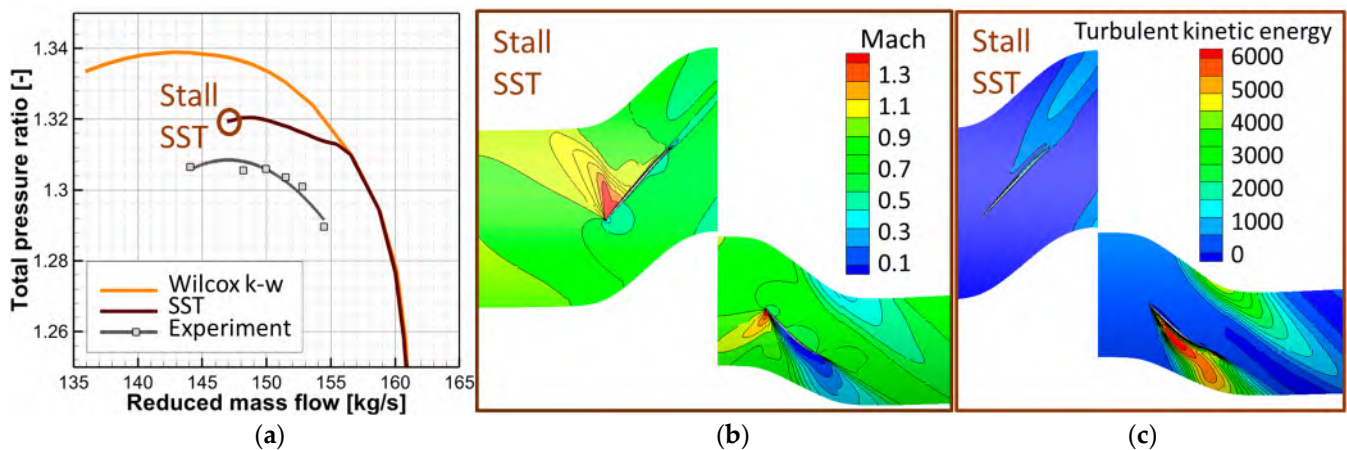 1.34
1.32
1.3
1.28
1.26
Total pressure ratio [-]
Stall
SST
Wilcox k-w
SST
Experiment
135
140
145
150
155
160
165
Reduced mass flow [kg/s]
(a)
Stall
SST
Mach
1.3
1.1
0.9
0.7
0.5
0.3
0.1
(b)
Stall
SST
Turbulent kinetic energy
6000
5000
4000
3000
2000
1000
0
(c)